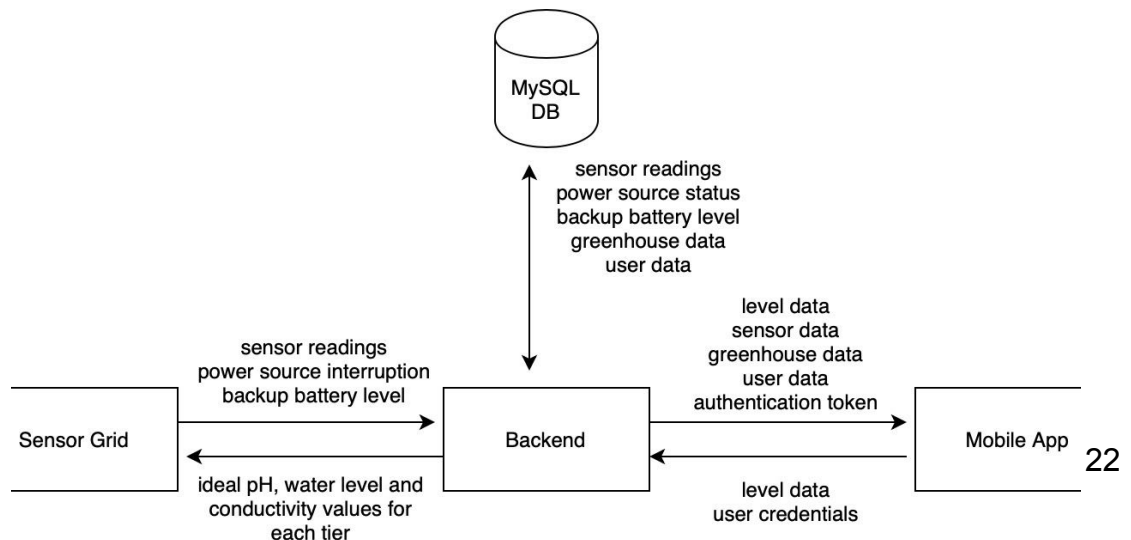 MySQL
DB
sensor readings
power source status
backup battery level
greenhouse data
user data
level data
sensor data
greenhouse data
user data
authentication token
sensor readings
power source interruption
backup battery level
Sensor Grid
Backend
Mobile App
22
ideal pH, water level and
conductivity values for
each tier
level data
user credentials